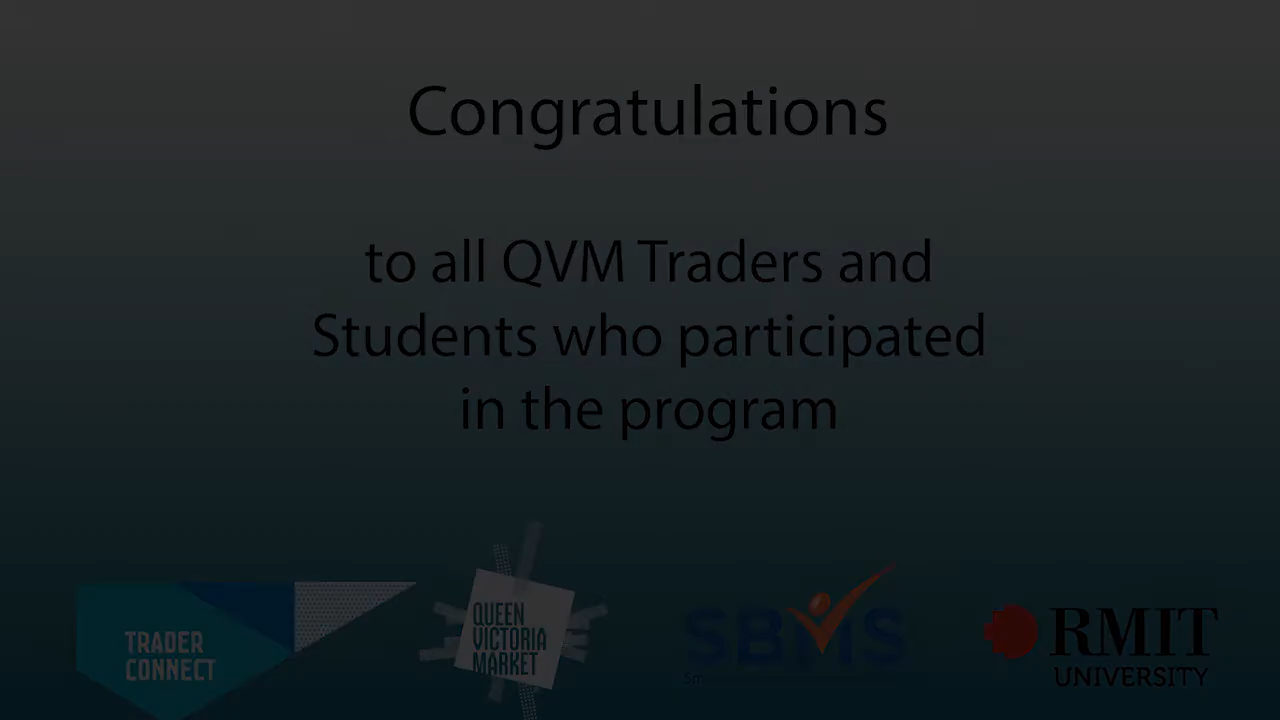 Congratulations
to all QVM Traders and
Students who participated
in the program
TRADER
CONNECT
QUEEN
VICTORIA
MARKET
SBMS
RMIT
UNIVERSITY